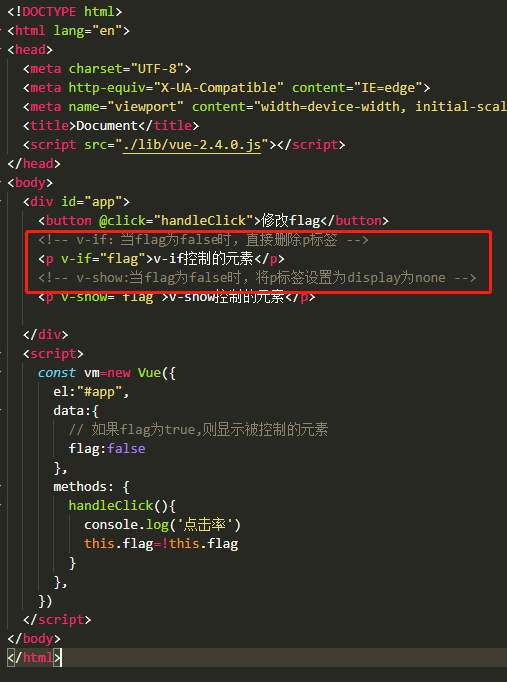 <!DOCTYPE html>
<html lang="en">
<head>
<meta charset="UTF-8">
<meta http-equiv="X-UA-Compatible" content="IE=edge">
<meta name="viewport" content="width=device-width, initial-scal
<title>Document</title>
<script src="./lib/vue-2.4.0.js"></script>
</head>
<body>
<div id="app">
<button @click="handleClick">修改flag</button>
<!-- v-if：当flag为false时，直接删除p标签 -->
<p v-if="flag">v-if控制的元素</p>
<!-- v-show:当flag为false时，将p标签设置为display为none -->
<p v-show="flag">v-show控制的元素</p>
</div>
<script>
const vm=new Vue({
el:"#app",
data:{
// 如果flag为true,则显示被控制的元素
flag:false
},
methods: {
handleClick(){
console.log('点击率')
this.flag=!this.flag
}
},
})
</script>
</body>
</html>